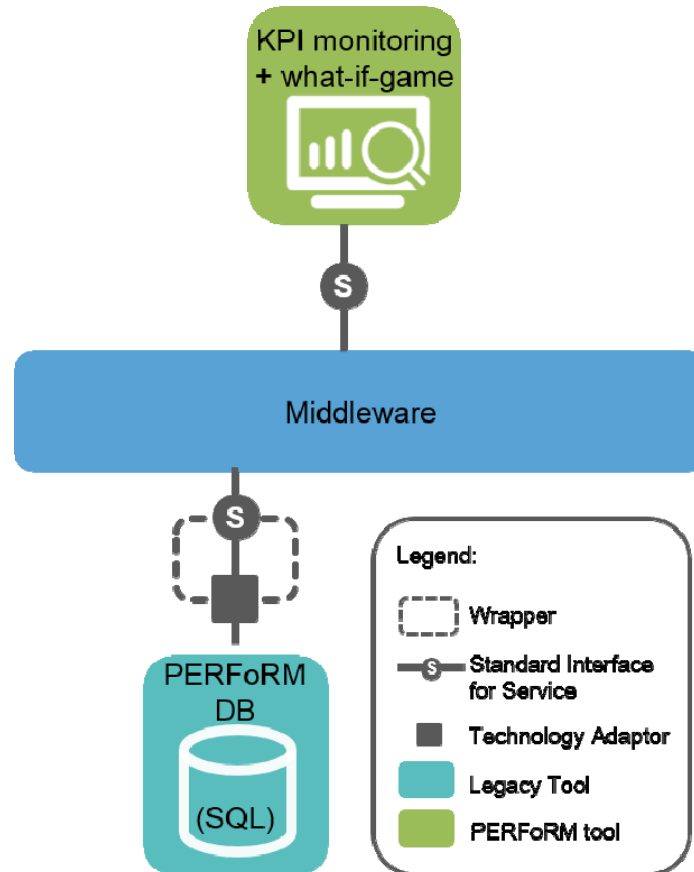 KPI monitoring
+ what-if-game
S
Middleware
S
PERFoRM
DB
(SQL)
Legend:
Wrapper
S
Standard Interface
for Service
Technology Adaptor
Legacy Tool
PERFoRM tool